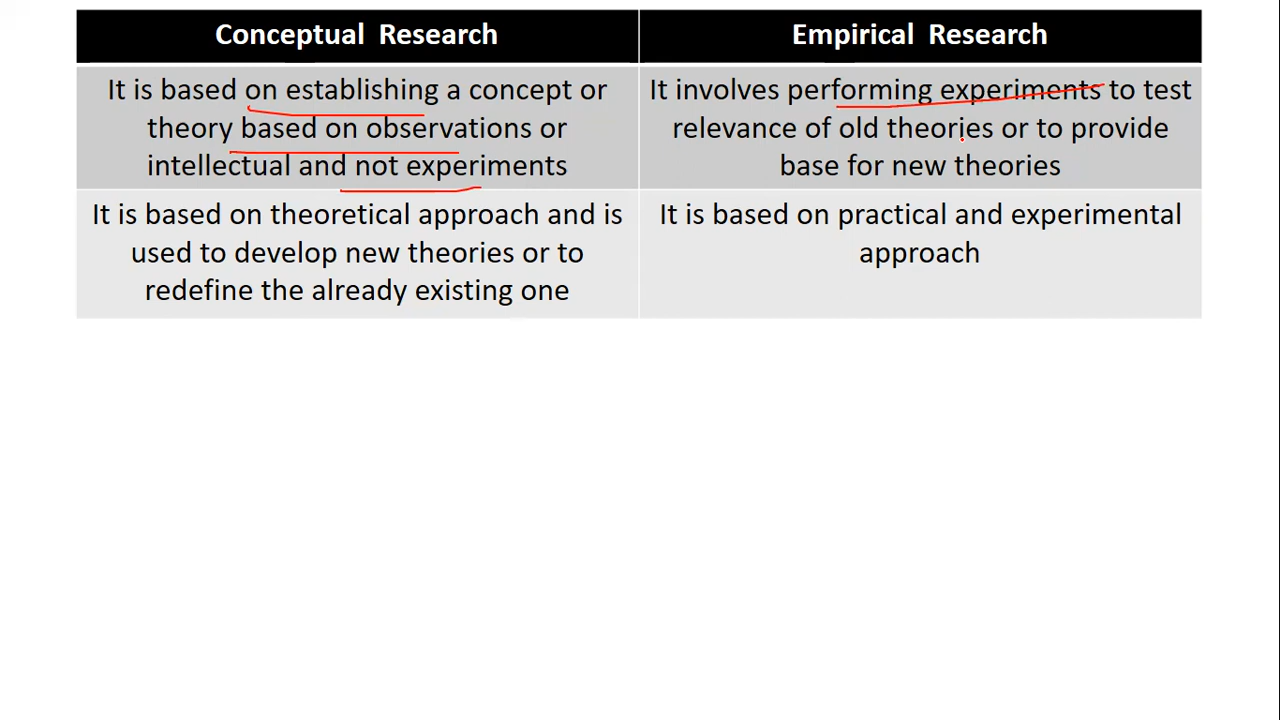 Conceptual Research
Empirical Research
It is based on establishing a concept or
theory based on observations or
intellectual and not experiments
It involves performing experiments to test
relevance of old theories or to provide
base for new theories
It is based on theoretical approach and is
used to develop new theories or to
redefine the already existing one
It is based on practical and experimental
approach